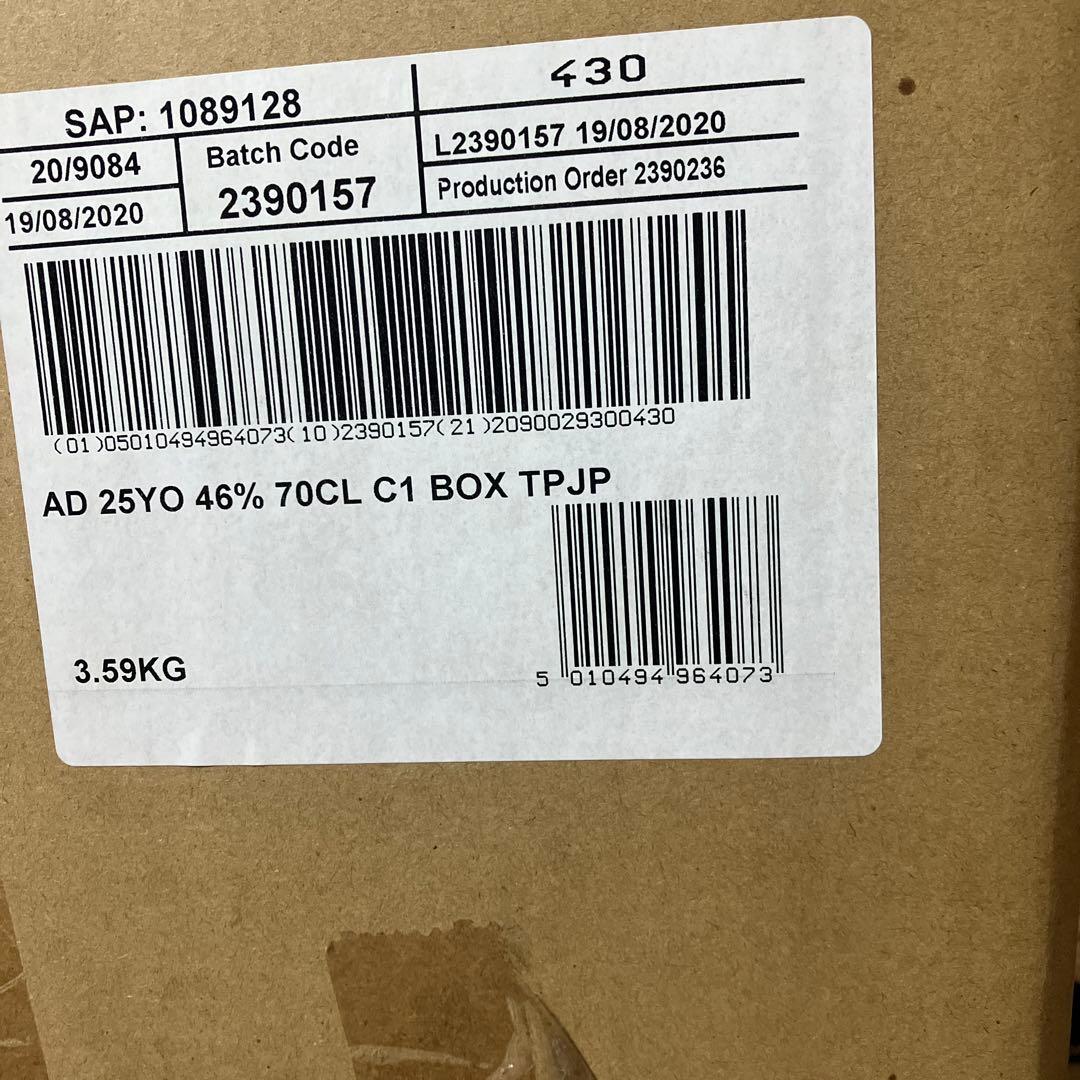 430
SAP: 1089128
20/9084
Batch Code
L2390157 19/08/2020
19/08/2020
2390157
Production Order 2390236
(01)05010494964073(10)2390157(21)2090029300430
AD 25YO 46% 70CL C1 BOX TPJP
3.59KG
5 010494 964073